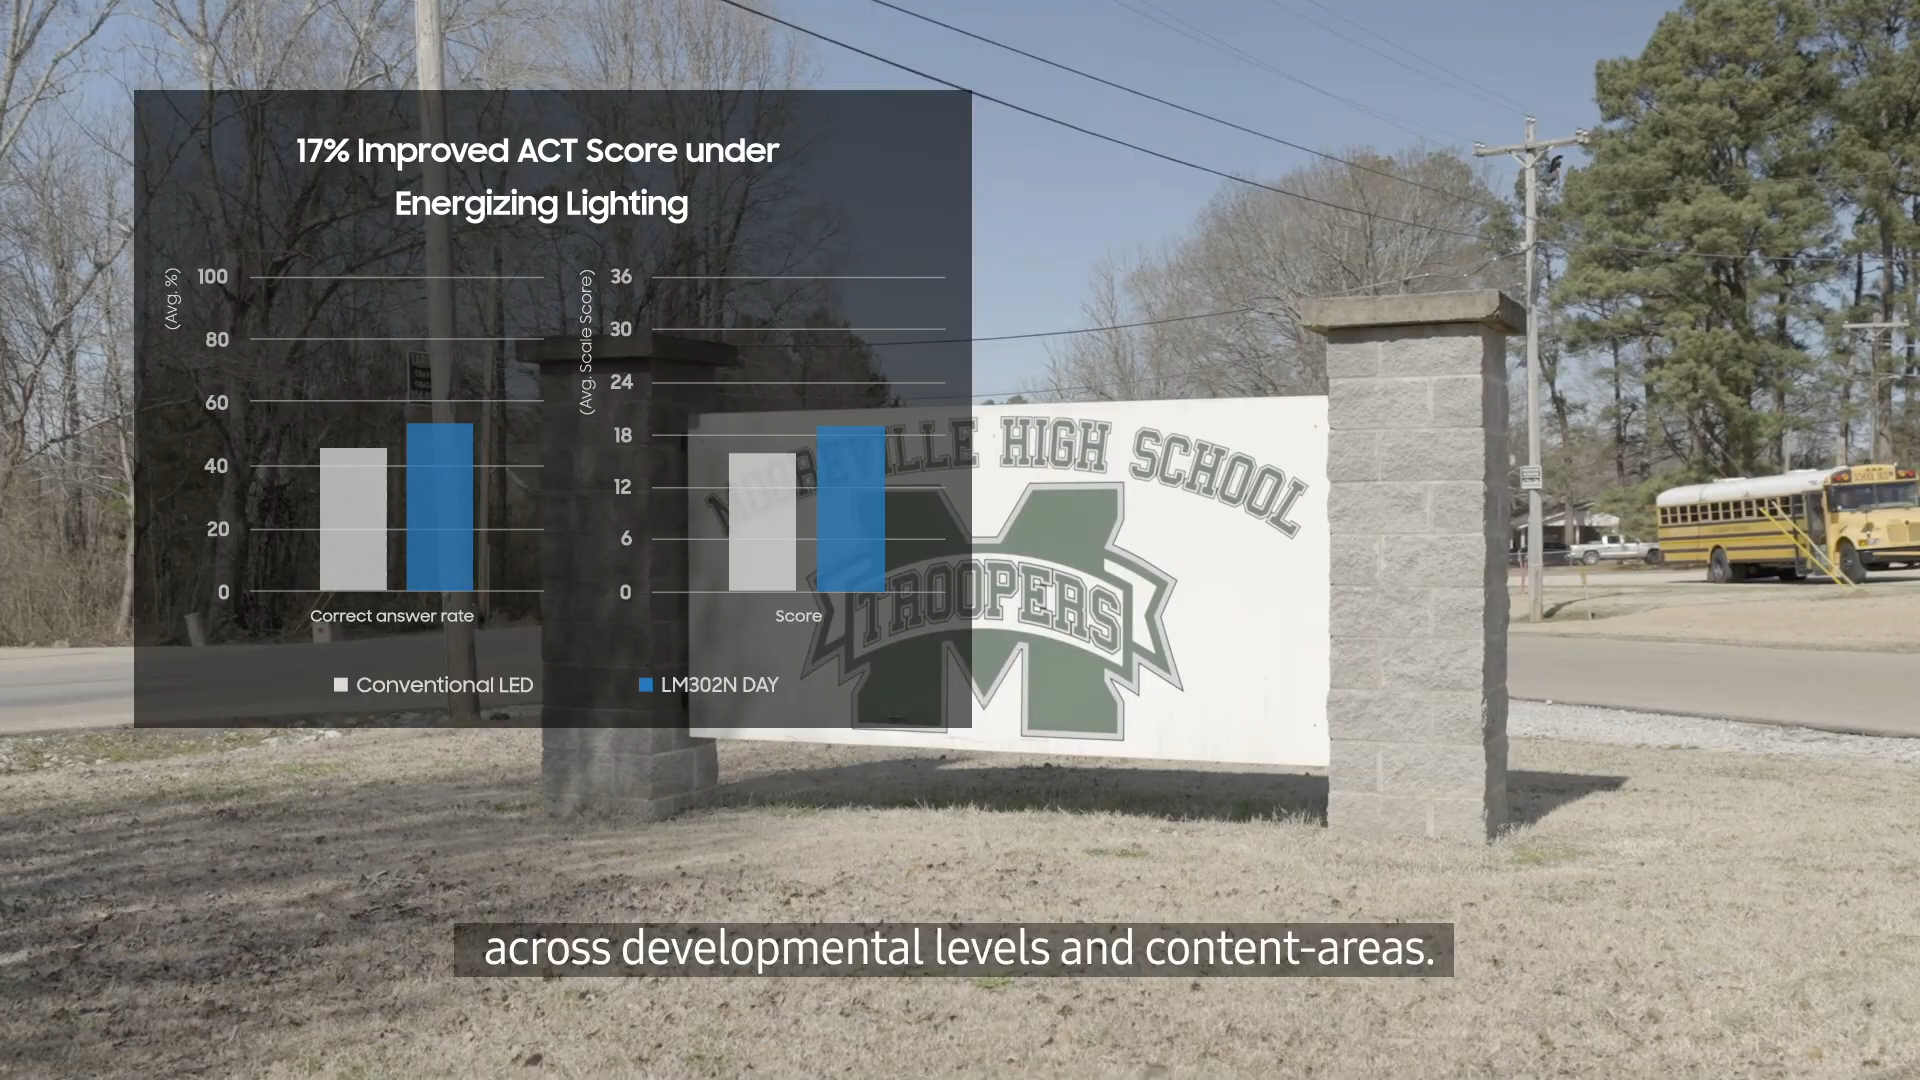 17% Improved ACT Score under
Energizing Lighting
(Avg. %)
100
80
60
40
20
0
Correct answer rate
(Avg. Scale Score)
36
30
24
18
12
6
0
Score
Conventional LED
LM302N DAY
MOOREVILLE HIGH SCHOOL
TROOPERS
across developmental levels and content-areas.